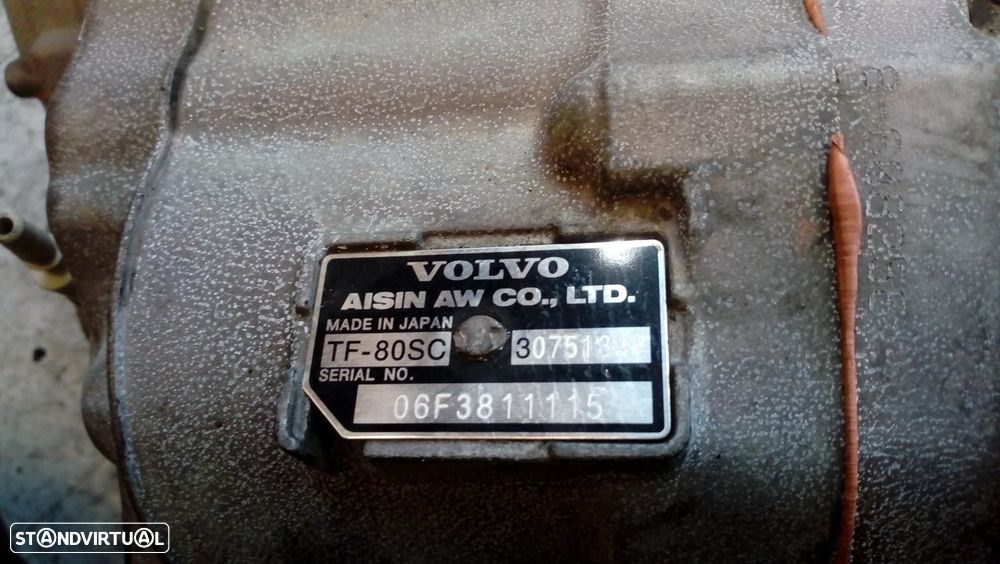 VOLVO
AISIN AW CO., LTD.
MADE IN JAPAN
TF-80SC
SERIAL NO.
06F3811115
STANDVIRTUAL